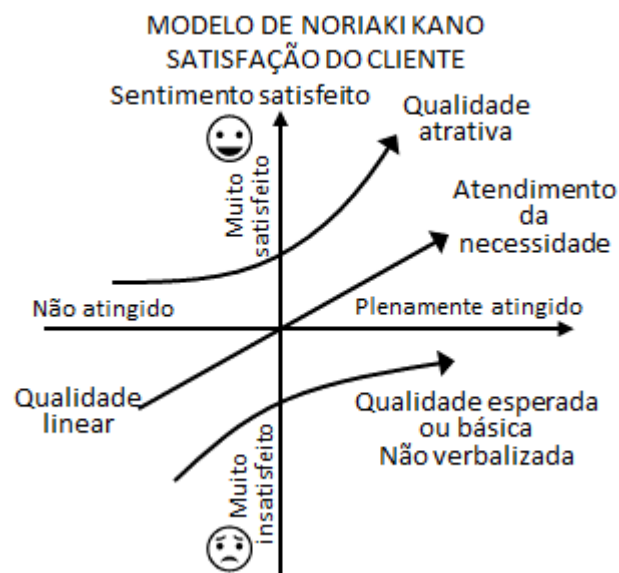 MODELO DE NORIAKI KANO
SATISFAÇÃO DO CLIENTE
Sentimento satisfeito
Qualidade
atrativa
Muito
satisfeito
Atendimento
da
necessidade
Não atingido
Plenamente atingido
Qualidade
linear
Qualidade esperada
ou básica
Não verbalizada
Muito
insatisfeito